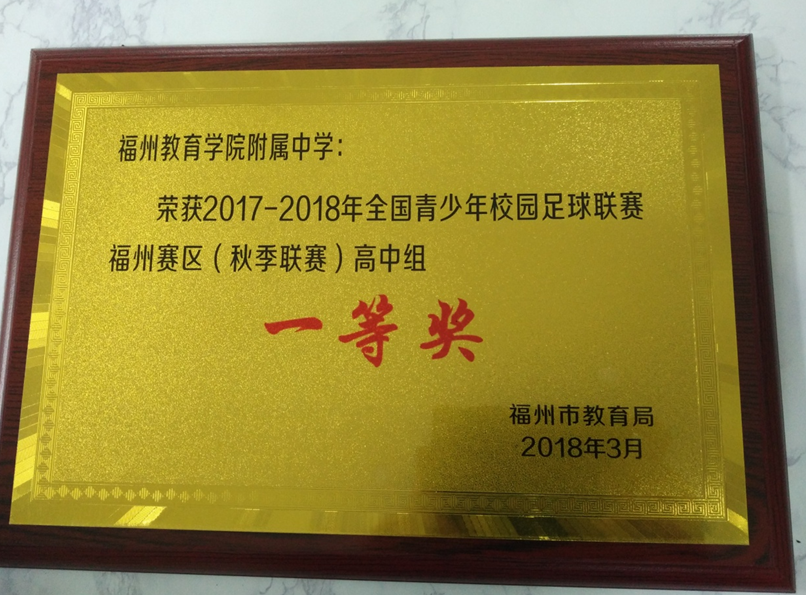 福州教育学院附属中学：
荣获2017-2018年全国青少年校园足球联赛
福州赛区（秋季联赛）高中组
一等奖
福州市教育局
2018年3月